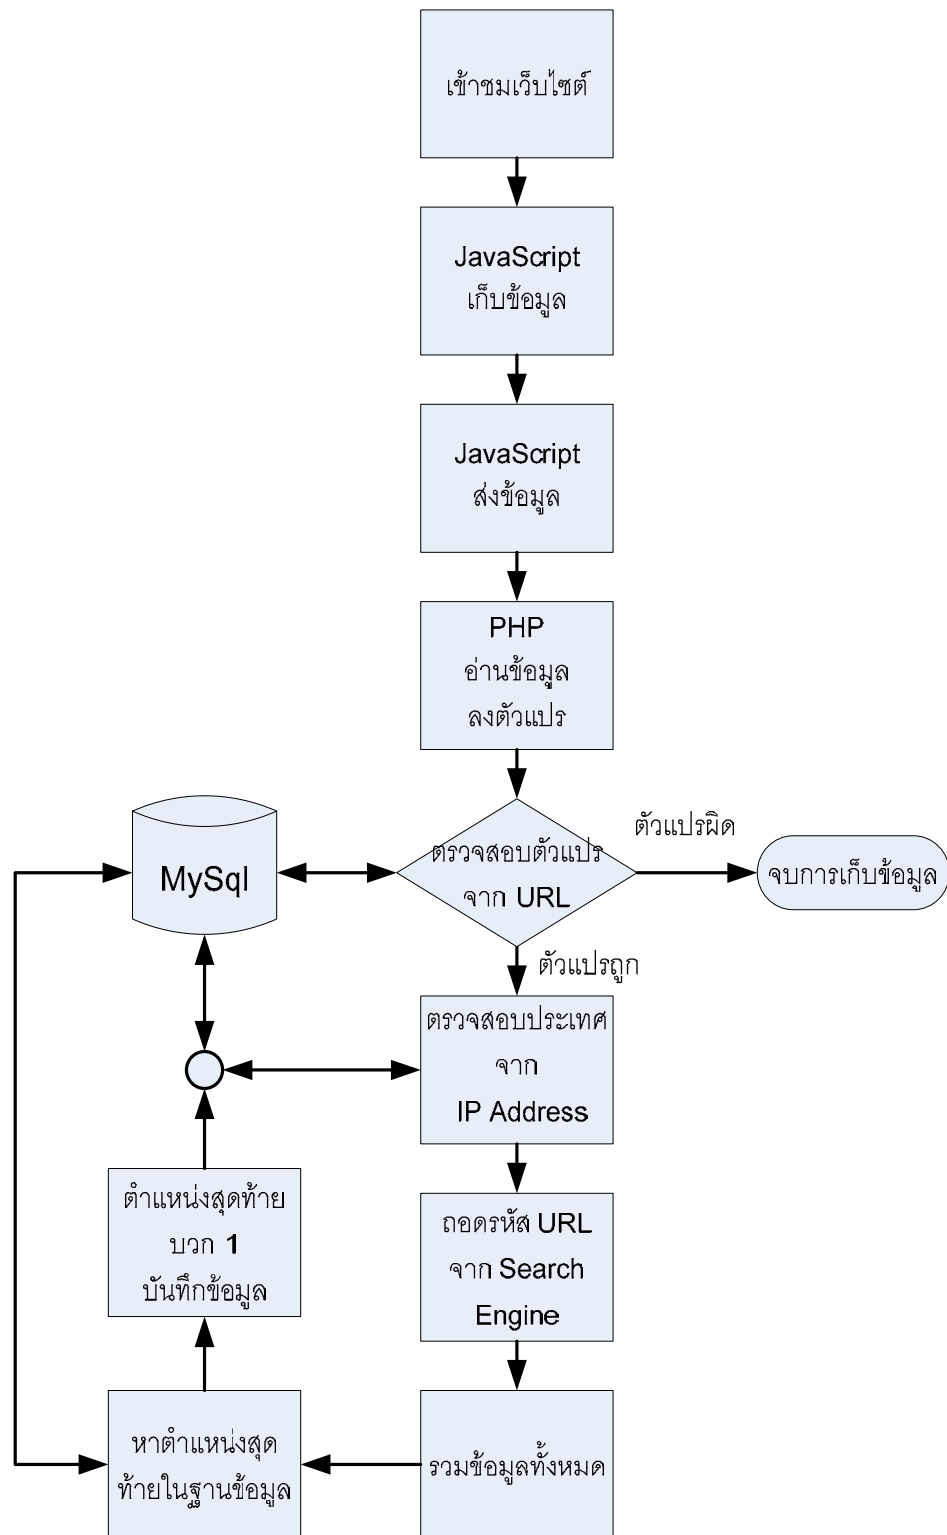 เข้าชมเว็บไซต์
JavaScript
เก็บข้อมูล
JavaScript
ส่งข้อมูล
PHP
อ่านข้อมูล
ลงตัวแปร
MySql
ตรวจสอบตัวแปร
จาก URL
ตัวแปรผิด
จบการเก็บข้อมูล
ตัวแปรถูก
ตรวจสอบประเทศ
จาก
IP Address
ตำแหน่งสุดท้าย
บวก 1
บันทึกข้อมูล
ถอดรหัส URL
จาก Search
Engine
หาตำแหน่งสุด
ท้ายในฐานข้อมูล
รวมข้อมูลทั้งหมด